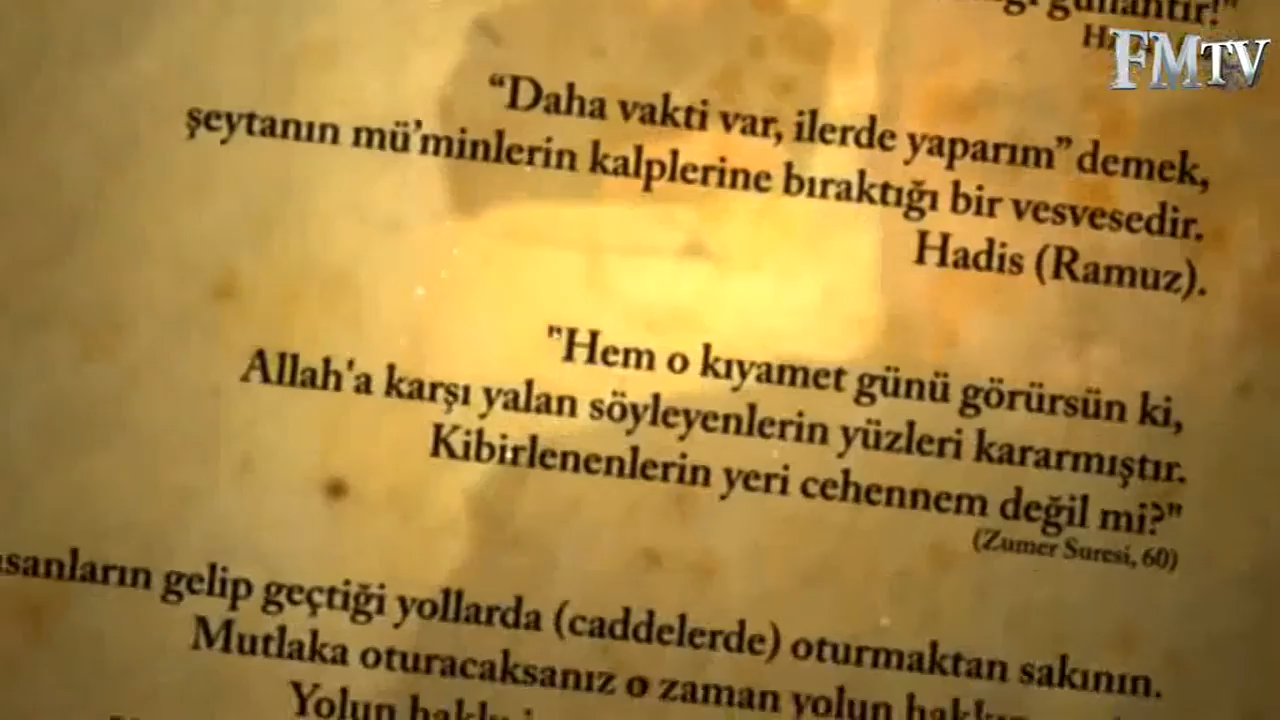 günahtır!"
FMTV
“Daha vakti var, ilerde yaparım” demek,
şeytanın mü’minlerin kalplerine bıraktığı bir vesvesedir.
Hadis (Ramuz).
"Hem o kıyamet günü görürsün ki,
Allah'a karşı yalan söyleyenlerin yüzleri kararmıştır.
Kibirlenenlerin yeri cehennem değil mi?"
(Zumer Suresi, 60)
gelip geçtiği yollarda (caddelerde) oturmaktan sakının.
Mutlaka oturacaksanız o zaman yolun
Yolun